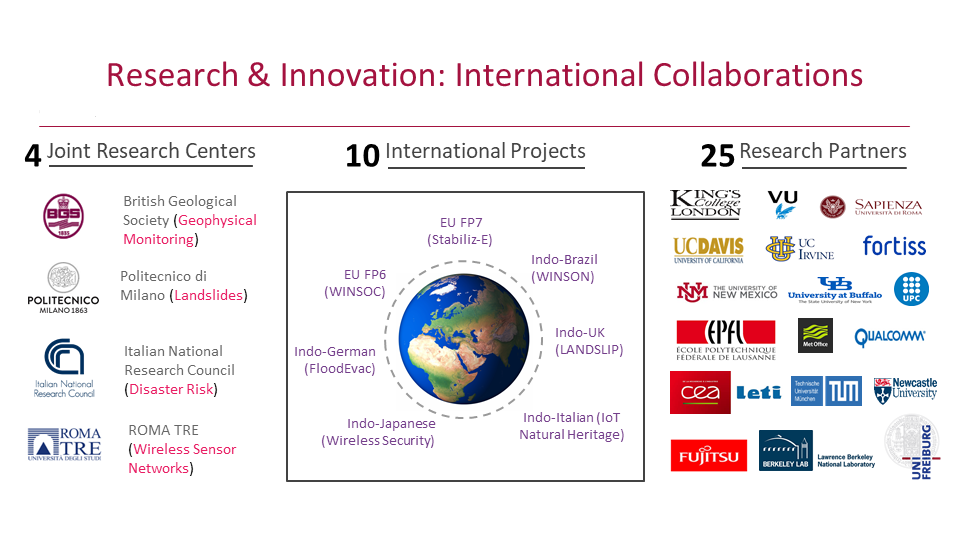 Research & Innovation: International Collaborations
4 Joint Research Centers
BGS
1835
British Geological
Society (Geophysical
Monitoring)
POLITECNICO
MILANO 1863
Politecnico di
Milano (Landslides)
Italian National
Research Council
Italian National
Research Council
(Disaster Risk)
ROMA
TRE
UNIVERSITÀ DEGLI STUDI
ROMA TRE
(Wireless Sensor
Networks)
10 International Projects
EU FP7
(Stabiliz-E)
EU FP6
(WINSOC)
Indo-Brazil
(WINSON)
Indo-German
(FloodEvac)
Indo-UK
(LANDSLIP)
Indo-Japanese
(Wireless Security)
Indo-Italian (IoT
Natural Heritage)
25 Research Partners
KING'S
College
LONDON
VU
SAPIENZA
UNIVERSITÀ DI ROMA
UCDAVIS
UNIVERSITY OF CALIFORNIA
UC
IRVINE
fortiss
NM
THE UNIVERSITY OF
NEW MEXICO
UB
University at Buffalo
The State University of New York
UPC
EPFL
ÉCOLE POLYTECHNIQUE
FÉDÉRALE DE LAUSANNE
Met Office
QUALCOMM
cea
leti
Technische
Universität
München
TUM
Newcastle
University
FUJITSU
BERKELEY LAB
Lawrence Berkeley
National Laboratory
UNI
FREIBURG